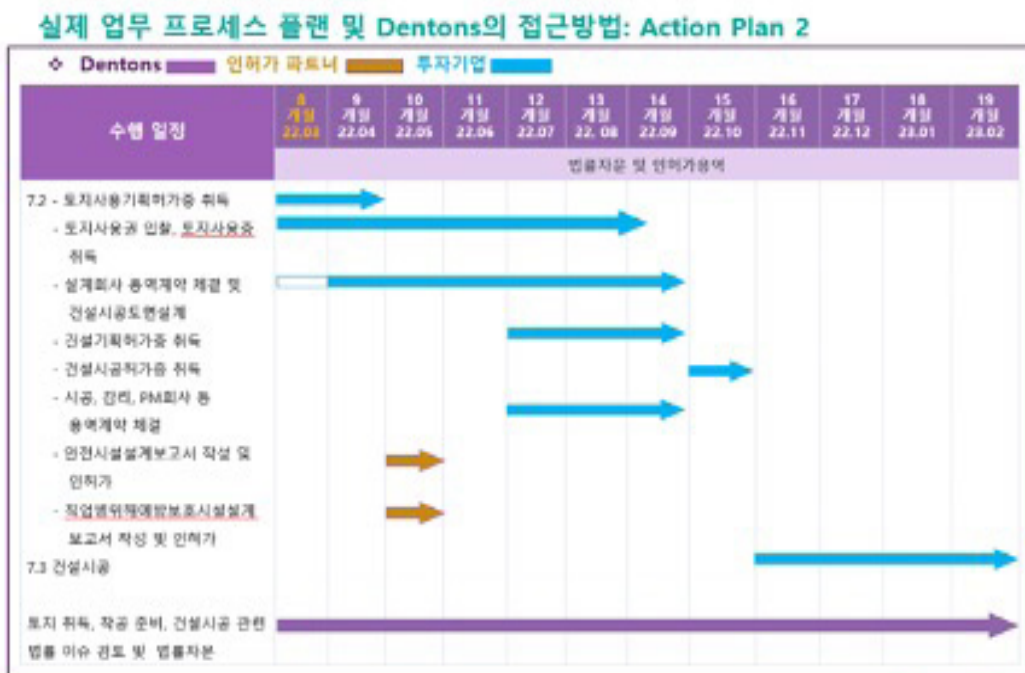 실제 업무 프로세스 플랜 및 Dentons의 접근방법: Action Plan 2
❖ Dentons 인허가 파트너 투자기업
수행 일정
8 개월 22.03
9 개월 22.04
10 개월 22.05
11 개월 22.06
12 개월 22.07
13 개월 22. 08
14 개월 22.09
15 개월 22.10
16 개월 22.11
17 개월 22.12
18 개월 23.01
19 개월 23.02
법률자문 및 인허가용역
7.2 - 토지사용기획허가증 취득
- 토지사용권 입찰, 토지사용증
취득
- 설계회사 용역계약 체결 및
건설시공도면설계
- 건설기획허가증 취득
- 건설시공허가증 취득
- 시공, 감리, PM회사 등
용역계약 체결
- 안전시설설계보고서 작성 및
인허가
- 직업병위해예방보호시설설계
보고서 작성 및 인허가
7.3 건설시공
토지 취득, 착공 준비, 건설시공 관련
법률 이슈 검토 및 법률자문